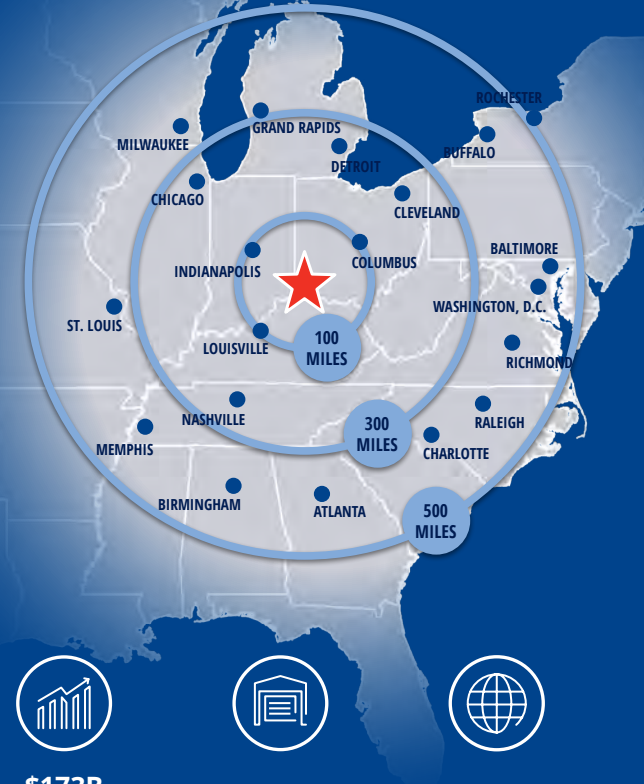 ROCHESTER
GRAND RAPIDS
MILWAUKEE
BUFFALO
DETROIT
CHICAGO
CLEVELAND
BALTIMORE
COLUMBUS
INDIANAPOLIS
WASHINGTON, D.C.
ST. LOUIS
LOUISVILLE
100
MILES
RICHMOND
NASHVILLE
RALEIGH
300
MILES
MEMPHIS
CHARLOTTE
BIRMINGHAM
ATLANTA
500
MILES
$173B